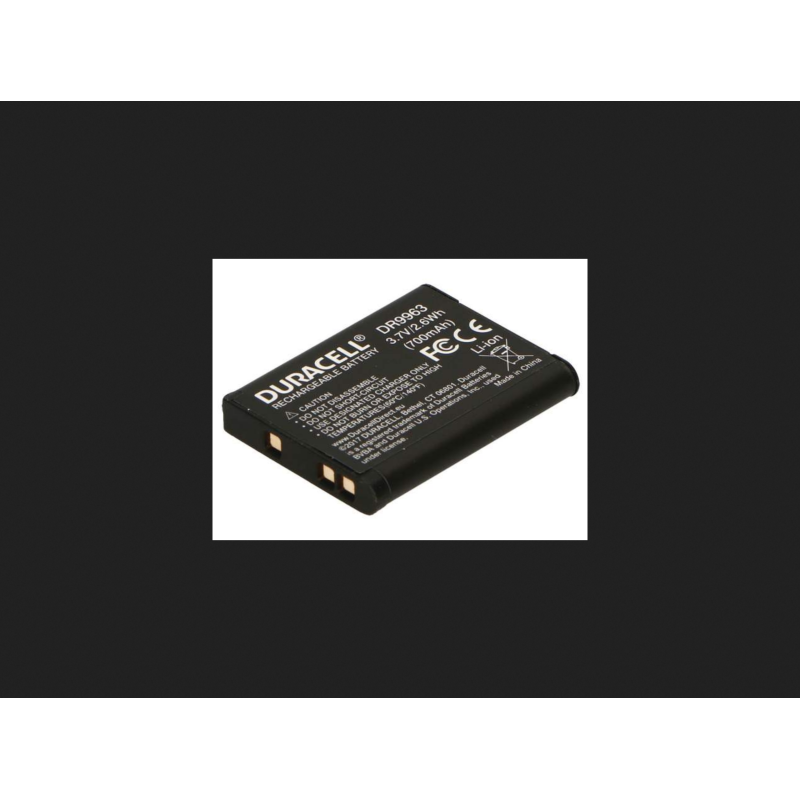 DURACELL®
RECHARGEABLE BATTERY
DR9963
3.7V/2.6Wh
(700mAh)
FCC CE
Li-ion
DO NOT DISASSEMBLE
DO NOT SHORT-CIRCUIT
USE DESIGNATED CHARGER ONLY
DO NOT BURN OR EXPOSE TO HIGH
TEMPERATURES(60°C/140°F)
www.DuracellDirect.eu
©2017 DURACELL, Bethel, CT 06801. Duracell
is a registered trademark of Duracell Batteries
BVBA and Duracell U.S. Operations, Inc. used
under license.
Made in